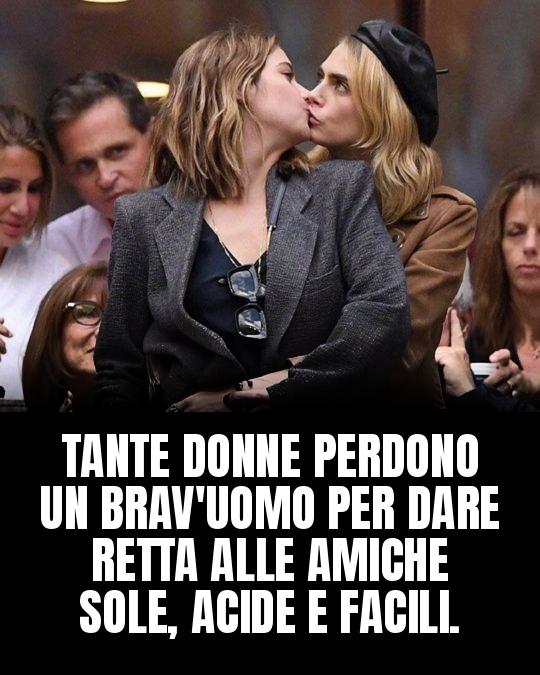 TANTE DONNE PERDONO
UN BRAV'UOMO PER DARE
RETTA ALLE AMICHE
SOLE, ACIDE E FACILI.